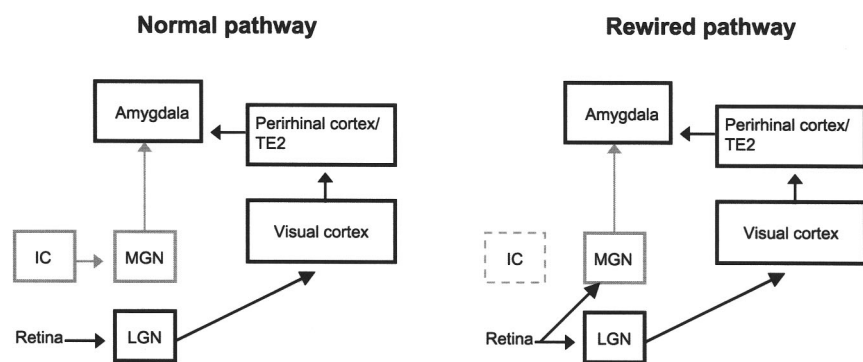 Normal pathway
Amygdala
Perirhinal cortex/
TE2
Visual cortex
IC
MGN
Retina
LGN
Rewired pathway
Amygdala
Perirhinal cortex/
TE2
Visual cortex
IC
MGN
Retina
LGN